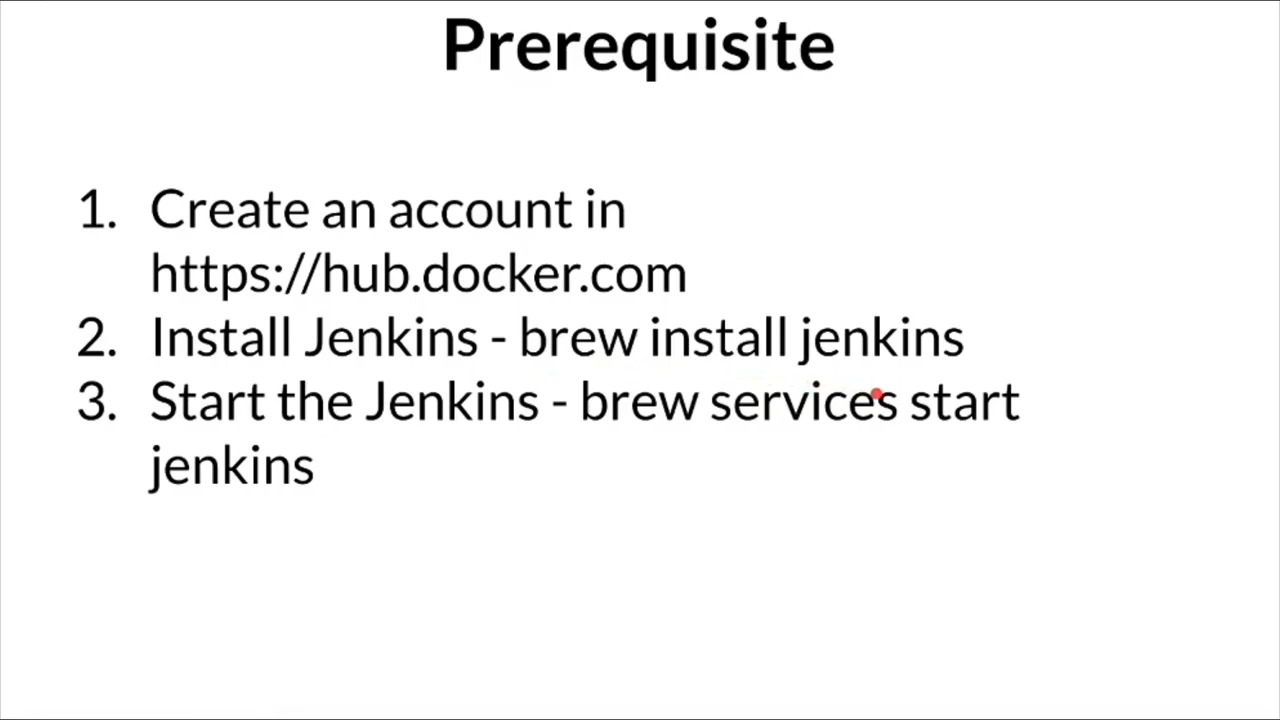 Prerequisite
1. Create an account in
https://hub.docker.com
2. Install Jenkins - brew install jenkins
3. Start the Jenkins - brew services start
jenkins